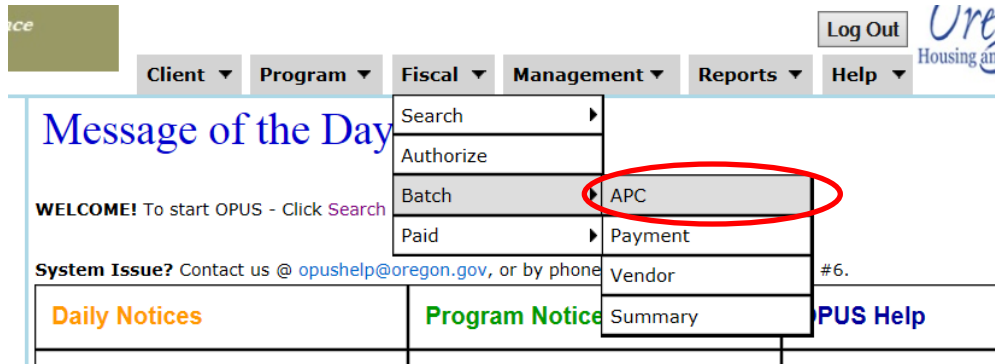 Log Out
Housing an
Client ▼ Program ▼ Fiscal ▼ Management ▼ Reports ▼ Help ▼
Message of the Day
Search
Authorize
Batch
Paid
APC
Payment
Vendor
Summary
WELCOME! To start OPUS - Click Search
System Issue? Contact us @ opushelp@oregon.gov, or by phone #6.
Daily Notices
Program Notice
OPUS Help